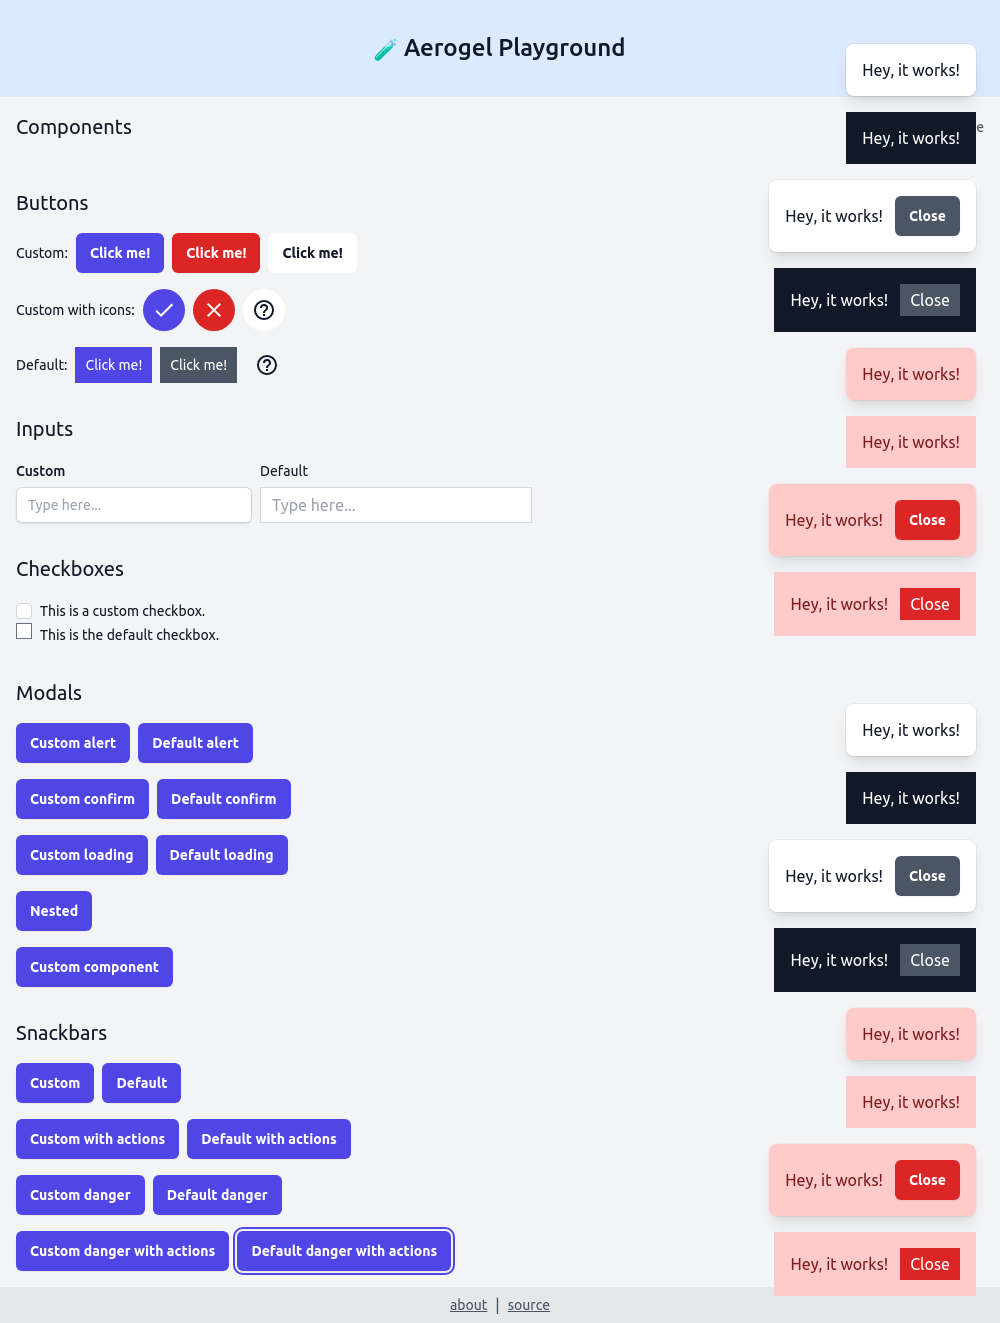 Aerogel Playground
Components
e
Buttons
Custom: Click me! Click me! Click me!
Custom with icons:
Default: Click me! Click me!
Inputs
Custom Default
Type here... Type here...
Checkboxes
This is a custom checkbox.
This is the default checkbox.
Modals
Custom alert Default alert
Custom confirm Default confirm
Custom loading Default loading
Nested
Custom component
Snackbars
Custom Default
Custom with actions Default with actions
Custom danger Default danger
Custom danger with actions Default danger with actions
Hey, it works!
Hey, it works!
Hey, it works! Close
Hey, it works! Close
Hey, it works!
Hey, it works!
Hey, it works! Close
Hey, it works! Close
Hey, it works!
Hey, it works!
Hey, it works! Close
Hey, it works! Close
Hey, it works!
Hey, it works!
Hey, it works! Close
Hey, it works! Close
about | source